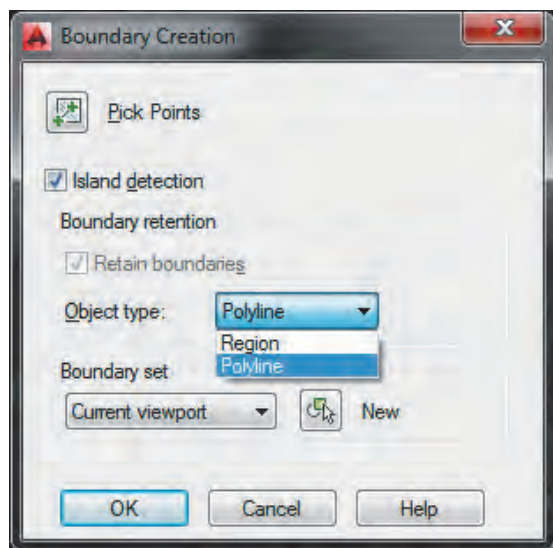 Boundary Creation
Pick Points
Island detection
Boundary retention
Retain boundaries
Object type: Polyline
Region
Polyline
Boundary set
Current viewport New
OK Cancel Help